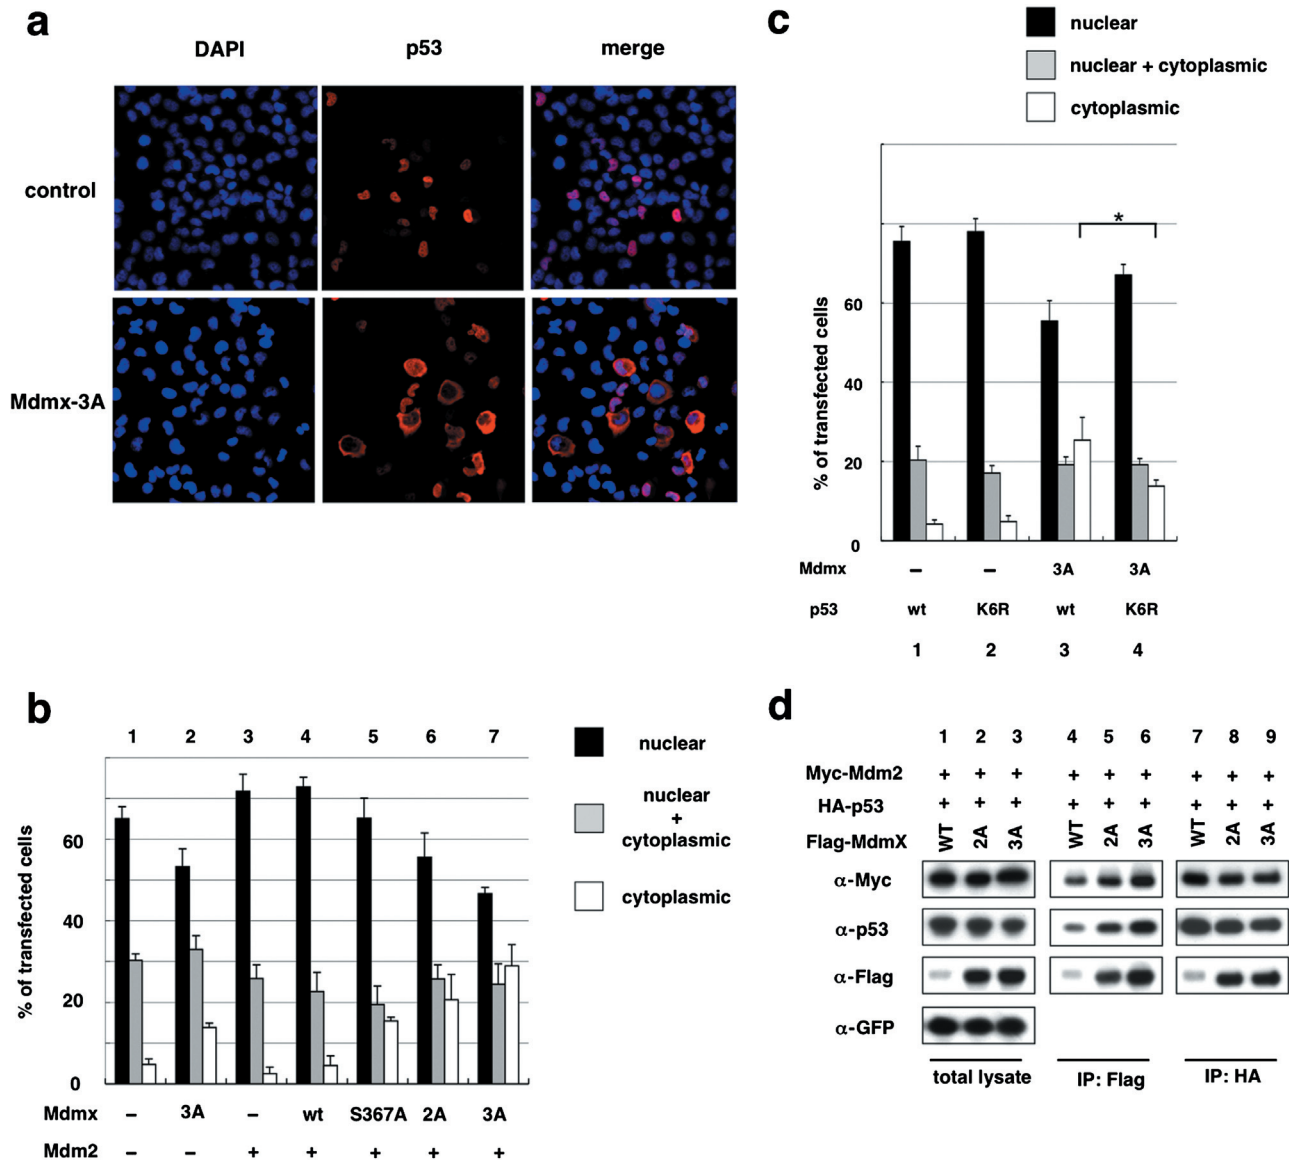 a
DAPI p53 merge
control
Mdmx-3A
b
1 2 3 4 5 6 7
nuclear
nuclear
+
cytoplasmic
cytoplasmic
% of transfected cells
60
40
20
0
Mdmx – 3A – wt S367A 2A 3A
Mdm2 – – + + + + +
c
nuclear
nuclear + cytoplasmic
cytoplasmic
*
% of transfected cells
60
40
20
0
Mdmx – – 3A 3A
p53 wt K6R wt K6R
1 2 3 4
d
1 2 3 4 5 6 7 8 9
Myc-Mdm2 + + + + + + + + +
HA-p53 + + + + + + + + +
Flag-MdmX WT 2A 3A WT 2A 3A WT 2A 3A
α-Myc
α-p53
α-Flag
α-GFP
total lysate IP: Flag IP: HA